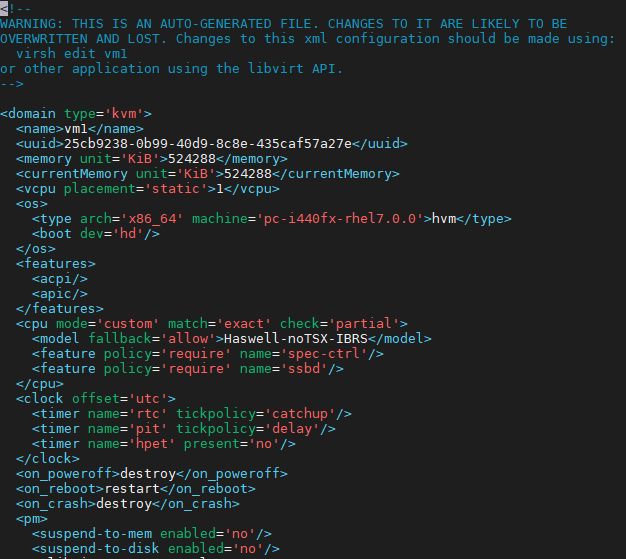 <!--
WARNING: THIS IS AN AUTO-GENERATED FILE. CHANGES TO IT ARE LIKELY TO BE
OVERWRITTEN AND LOST. Changes to this xml configuration should be made using:
  virsh edit vm1
or other application using the libvirt API.
-->

<domain type='kvm'>
  <name>vm1</name>
  <uuid>25cb9238-0b99-40d9-8c8e-435caf57a27e</uuid>
  <memory unit='KiB'>524288</memory>
  <currentMemory unit='KiB'>524288</currentMemory>
  <vcpu placement='static'>1</vcpu>
  <os>
    <type arch='x86_64' machine='pc-i440fx-rhel7.0.0'>hvm</type>
    <boot dev='hd'/>
  </os>
  <features>
    <acpi/>
    <apic/>
  </features>
  <cpu mode='custom' match='exact' check='partial'>
    <model fallback='allow'>Haswell-noTSX-IBRS</model>
    <feature policy='require' name='spec-ctrl'/>
    <feature policy='require' name='ssbd'/>
  </cpu>
  <clock offset='utc'>
    <timer name='rtc' tickpolicy='catchup'/>
    <timer name='pit' tickpolicy='delay'/>
    <timer name='hpet' present='no'/>
  </clock>
  <on_poweroff>destroy</on_poweroff>
  <on_reboot>restart</on_reboot>
  <on_crash>destroy</on_crash>
  <pm>
    <suspend-to-mem enabled='no'/>
    <suspend-to-disk enabled='no'/>